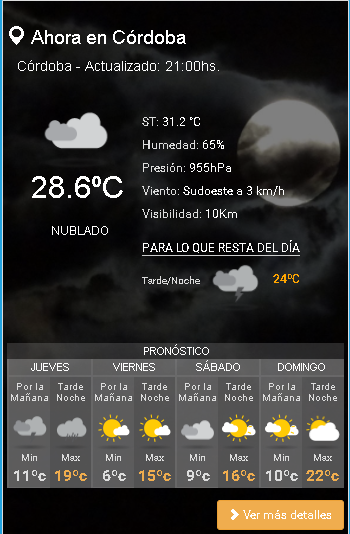 Ahora en Córdoba
Córdoba - Actualizado: 21:00hs.
ST: 31.2 °C
Humedad: 65%
28.6ºC
Presión: 955hPa
Viento: Sudoeste a 3 km/h
Visibilidad: 10Km
NUBLADO
PARA LO QUE RESTA DEL DÍA
Tarde/Noche 24ºC
PRONÓSTICO
JUEVES VIERNES SÁBADO DOMINGO
Por la Tarde Por la Tarde Por la Tarde Por la Tarde
Mañana Noche Mañana Noche Mañana Noche Mañana Noche
Min Max Min Max Min Max Min Max
11ºc 19ºc 6ºc 15ºc 9ºc 16ºc 10ºc 22ºc
Ver más detalles